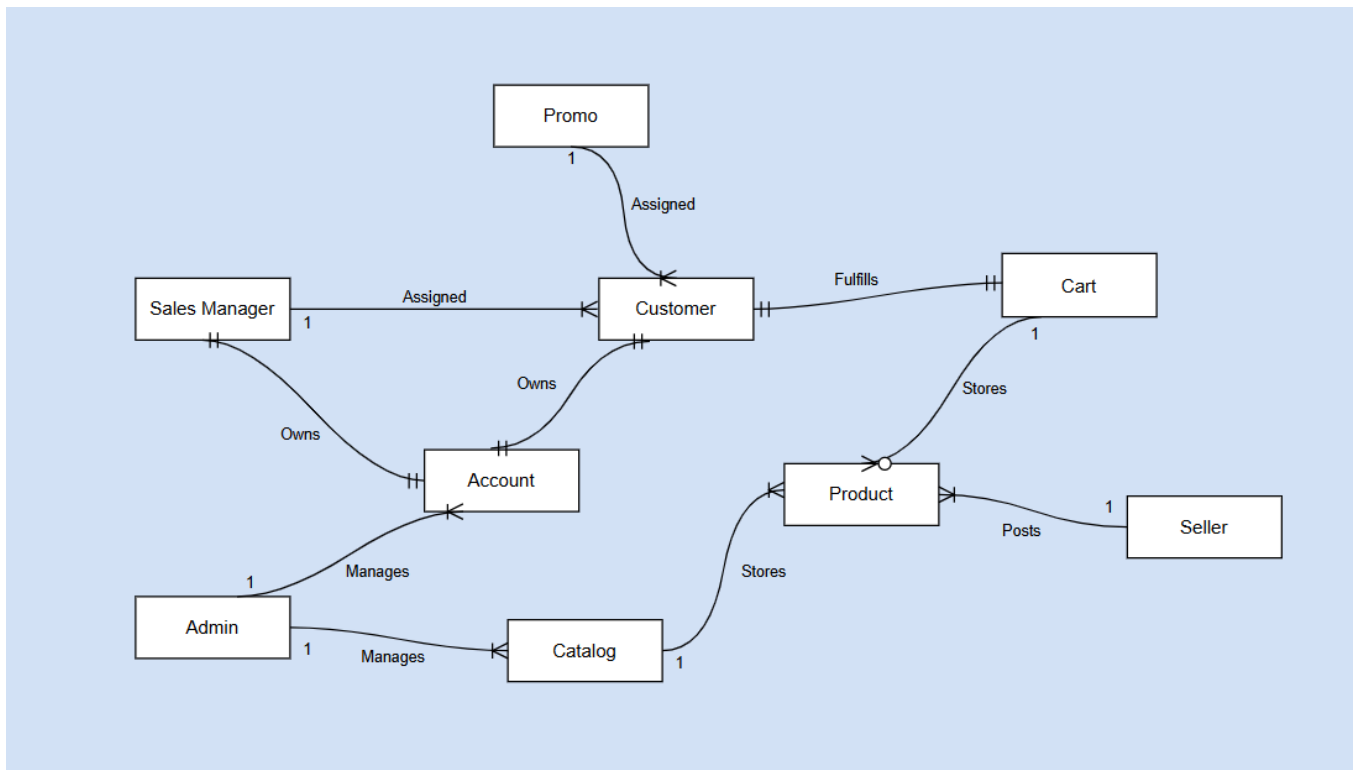 Promo
1
Assigned
Sales Manager
1
Assigned
Customer
Fulfills
Cart
1
Owns
Owns
Stores
Account
Product
1
Seller
Posts
1
Manages
Stores
Admin
1
Manages
Catalog
1